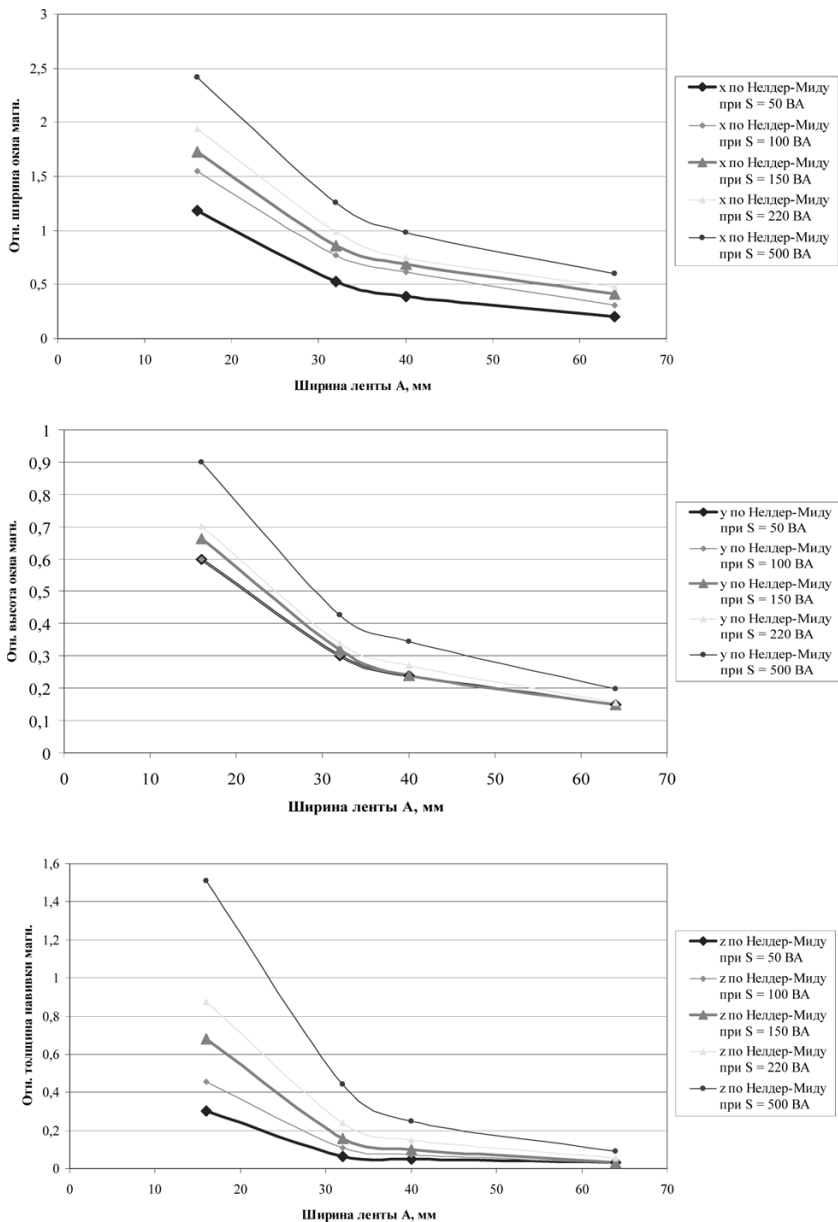 3
2,5
2
1,5
1
0,5
0
0 10 20 30 40 50 60 70
Отн. ширина окна магн.
Ширина ленты А, мм
x по Нелдер-Миду
при S = 50 ВА
x по Нелдер-Миду
при S = 100 ВА
x по Нелдер-Миду
при S = 150 ВА
x по Нелдер-Миду
при S = 220 ВА
x по Нелдер-Миду
при S = 500 ВА
1
0,9
0,8
0,7
0,6
0,5
0,4
0,3
0,2
0,1
0
0 10 20 30 40 50 60 70
Отн. высота окна магн.
Ширина ленты А, мм
y по Нелдер-Миду
при S = 50 ВА
y по Нелдер-Миду
при S = 100 ВА
y по Нелдер-Миду
при S = 150 ВА
y по Нелдер-Миду
при S = 220 ВА
y по Нелдер-Миду
при S = 500 ВА
1,6
1,4
1,2
1
0,8
0,6
0,4
0,2
0
0 10 20 30 40 50 60 70
Отн. толщина навивки магн.
Ширина ленты А, мм
z по Нелдер-Миду
при S = 50 ВА
z по Нелдер-Миду
при S = 100 ВА
z по Нелдер-Миду
при S = 150 ВА
z по Нелдер-Миду
при S = 220 ВА
z по Нелдер-Миду
при S = 500 ВА